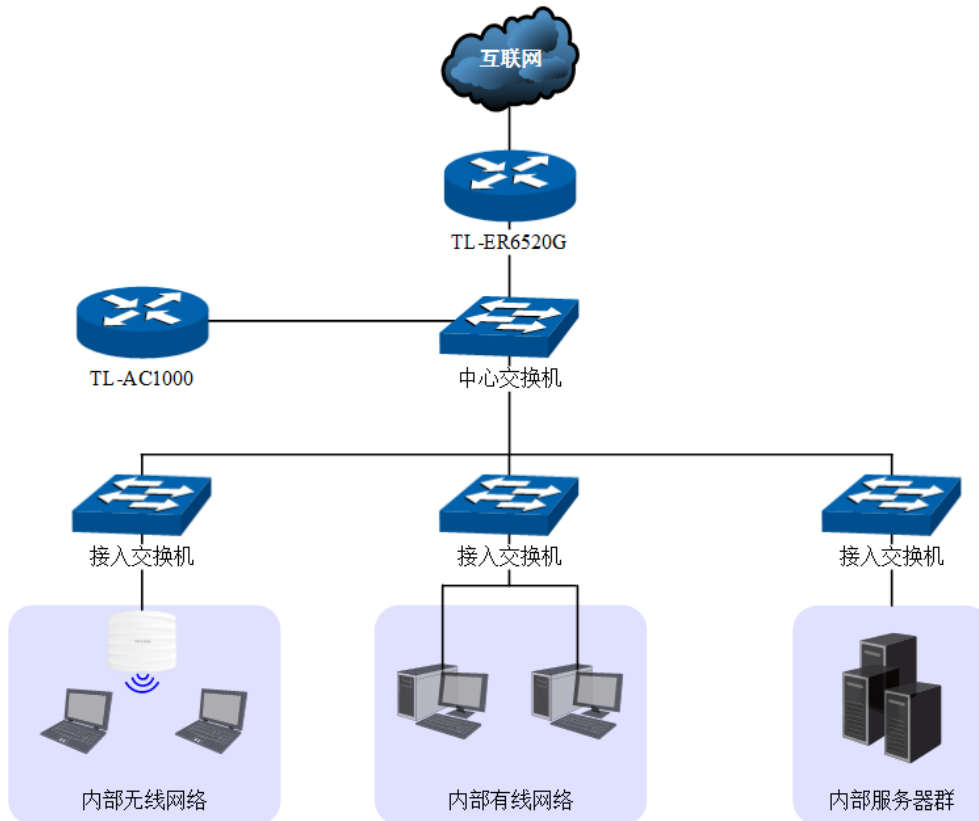 互联网
TL-ER6520G
TL-AC1000
中心交换机
接入交换机
接入交换机
接入交换机
内部无线网络
内部有线网络
内部服务器群